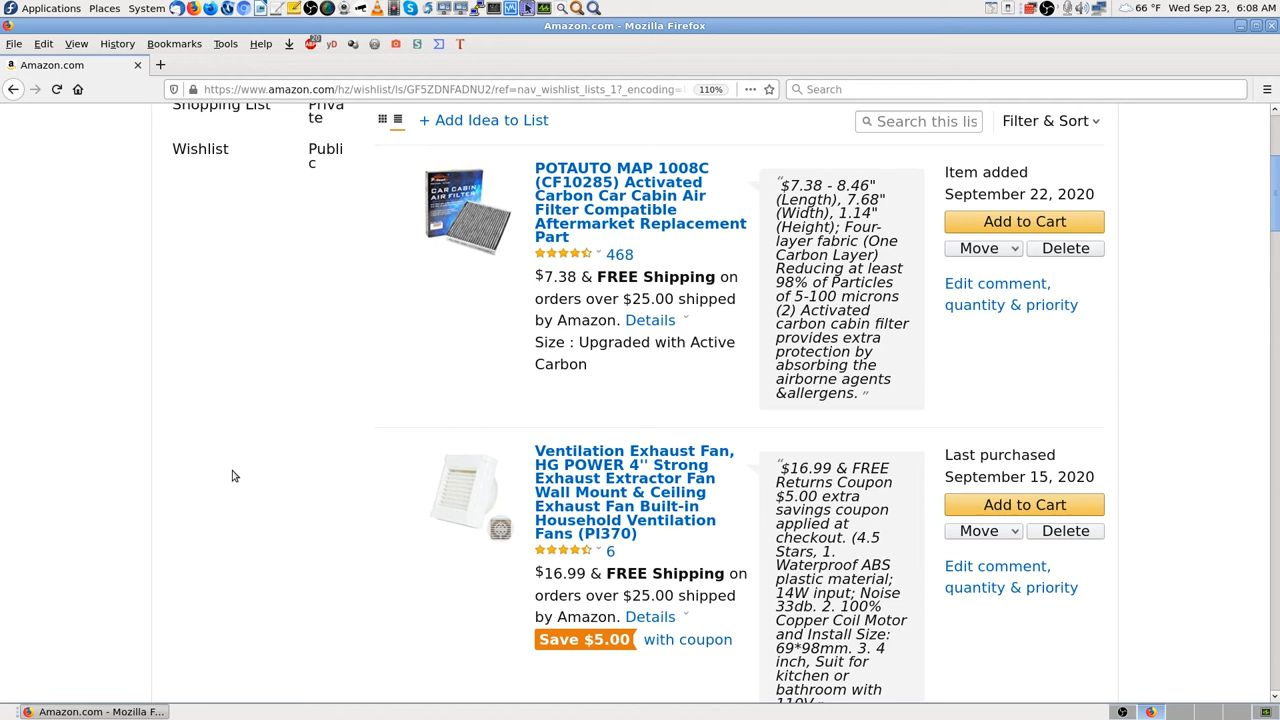 Applications Places System
66 °F Wed Sep 23, 6:08 AM
Amazon.com - Mozilla Firefox
File Edit View History Bookmarks Tools Help
Amazon.com
https://www.amazon.com/hz/wishlist/ls/GF5ZDNFADNU2/ref=nav_wishlist_lists_1?_encoding=
110%
Search
Shopping List
Priva
te
Wishlist
Publi
c
+ Add Idea to List
Search this lis
Filter & Sort
CAR CABIN
AIR
FILTER
POTAUTO MAP 1008C
(CF10285) Activated
Carbon Car Cabin Air
Filter Compatible
Aftermarket Replacement
Part
468
$7.38 & FREE Shipping on
orders over $25.00 shipped
by Amazon. Details
Size : Upgraded with Active
Carbon
“$7.38 - 8.46"
(Length), 7.68"
(Width), 1.14"
(Height); Four-
layer fabric (One
Carbon Layer)
Reducing at least
98% of Particles
of 5-100 microns
(2) Activated
carbon cabin filter
provides extra
protection by
absorbing the
airborne agents
&allergens. ”
Item added
September 22, 2020
Add to Cart
Move
Delete
Edit comment,
quantity & priority
Ventilation Exhaust Fan,
HG POWER 4'' Strong
Exhaust Extractor Fan
Wall Mount & Ceiling
Exhaust Fan Built-in
Household Ventilation
Fans (PI370)
6
$16.99 & FREE Shipping on
orders over $25.00 shipped
by Amazon. Details
Save $5.00 with coupon
“$16.99 & FREE
Returns Coupon
$5.00 extra
savings coupon
applied at
checkout. (4.5
Stars, 1.
Waterproof ABS
plastic material;
14W input; Noise
33db. 2. 100%
Copper Coil Motor
and Install Size:
69*98mm. 3. 4
inch, Suit for
kitchen or
bathroom with
110V
Last purchased
September 15, 2020
Add to Cart
Move
Delete
Edit comment,
quantity & priority
Amazon.com - Mozilla F...